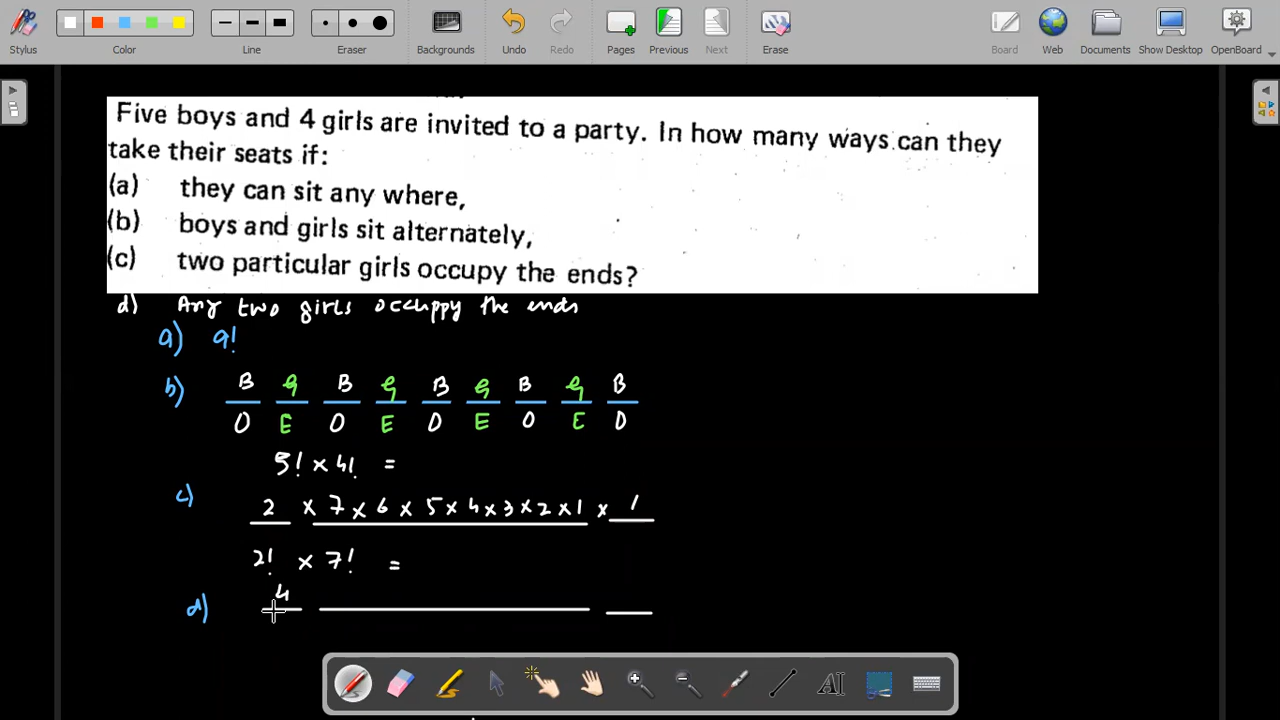 Stylus Color Line Eraser Backgrounds Undo Redo Pages Previous Next Erase Board Web Documents Show Desktop OpenBoard
Five boys and 4 girls are invited to a party. In how many ways can they
take their seats if:
(a) they can sit any where,
(b) boys and girls sit alternately,
(c) two particular girls occupy the ends?
d) Any two girls occuppy the ends
a) 9!
b) B G B G B G B G B
O E O E O E O E O
5! × 4! =
c) 2 × 7 × 6 × 5 × 4 × 3 × 2 × 1 × 1
2! × 7! =
d) 4